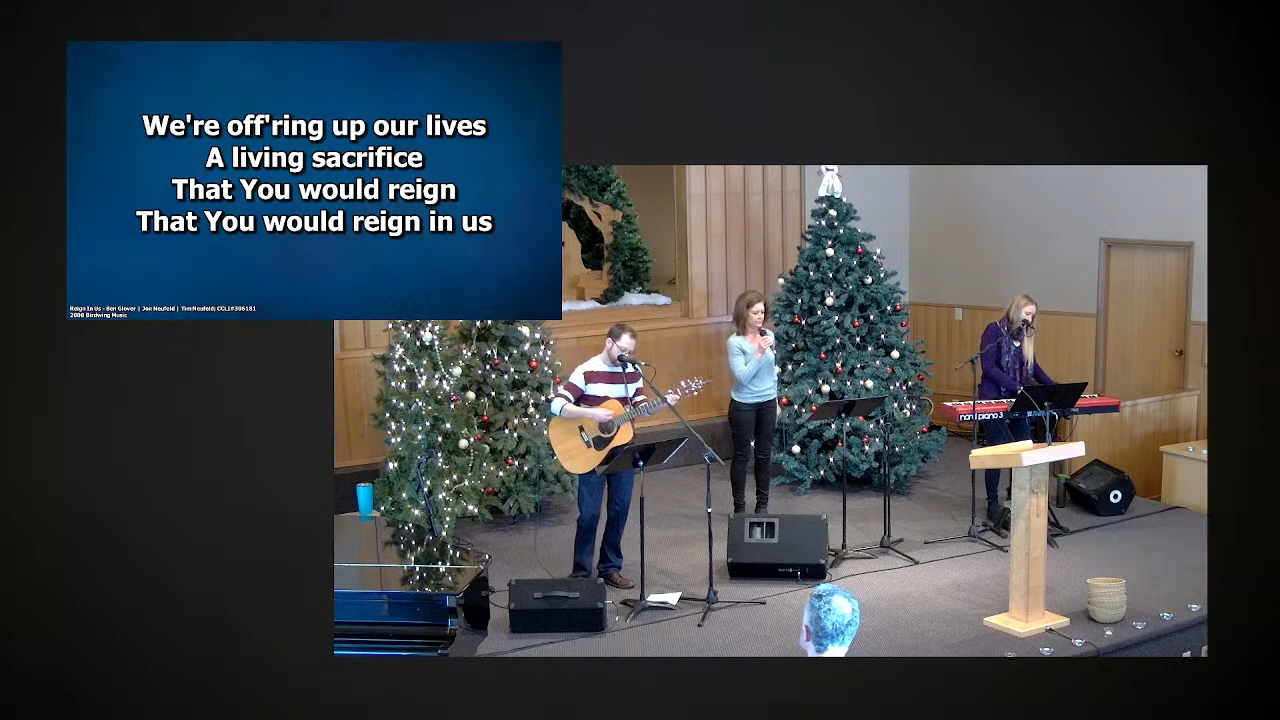 We're off'ring up our lives
A living sacrifice
That You would reign
That You would reign in us
Reign In Us - Ben Glover | Jon Neufeld | Tim Neufeld; CCLI#306181
2006 Birdwing Music
nord piano 3